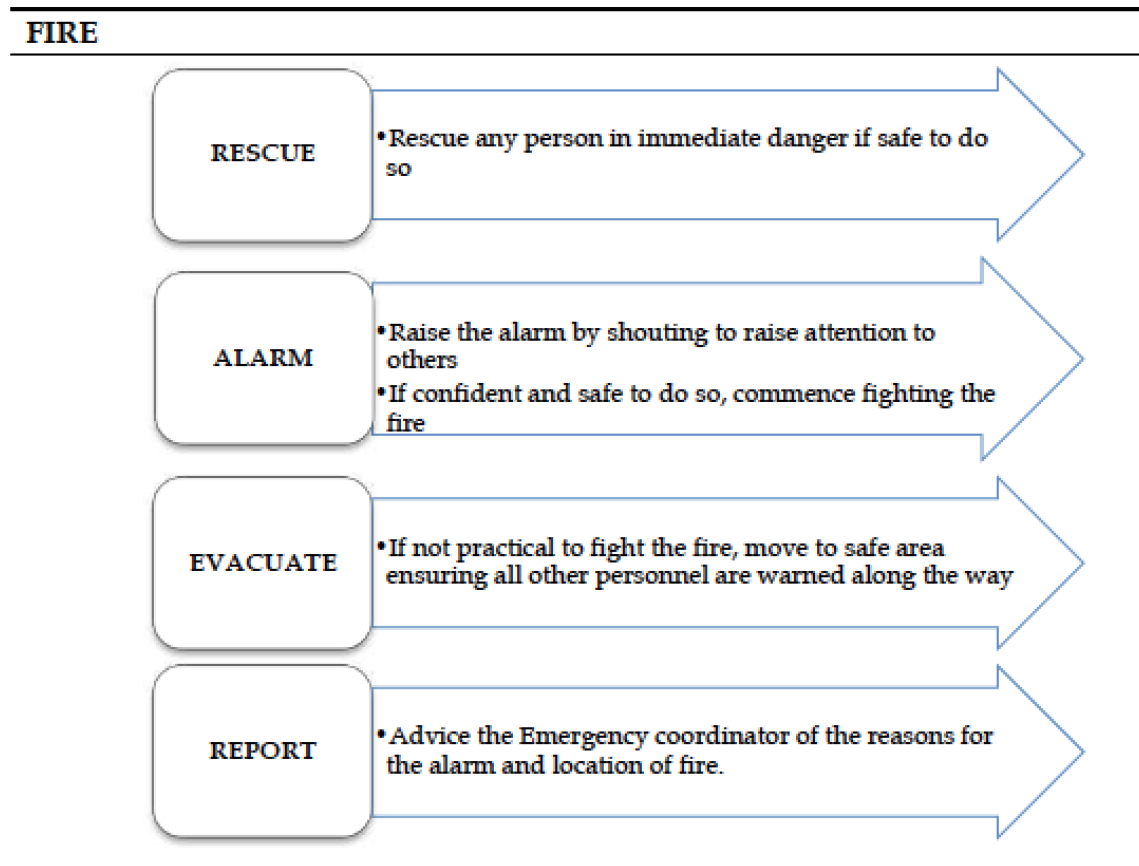 FIRE
RESCUE
•Rescue any person in immediate danger if safe to do
so
ALARM
•Raise the alarm by shouting to raise attention to
others
•If confident and safe to do so, commence fighting the
fire
EVACUATE
•If not practical to fight the fire, move to safe area
ensuring all other personnel are warned along the way
REPORT
•Advice the Emergency coordinator of the reasons for
the alarm and location of fire.